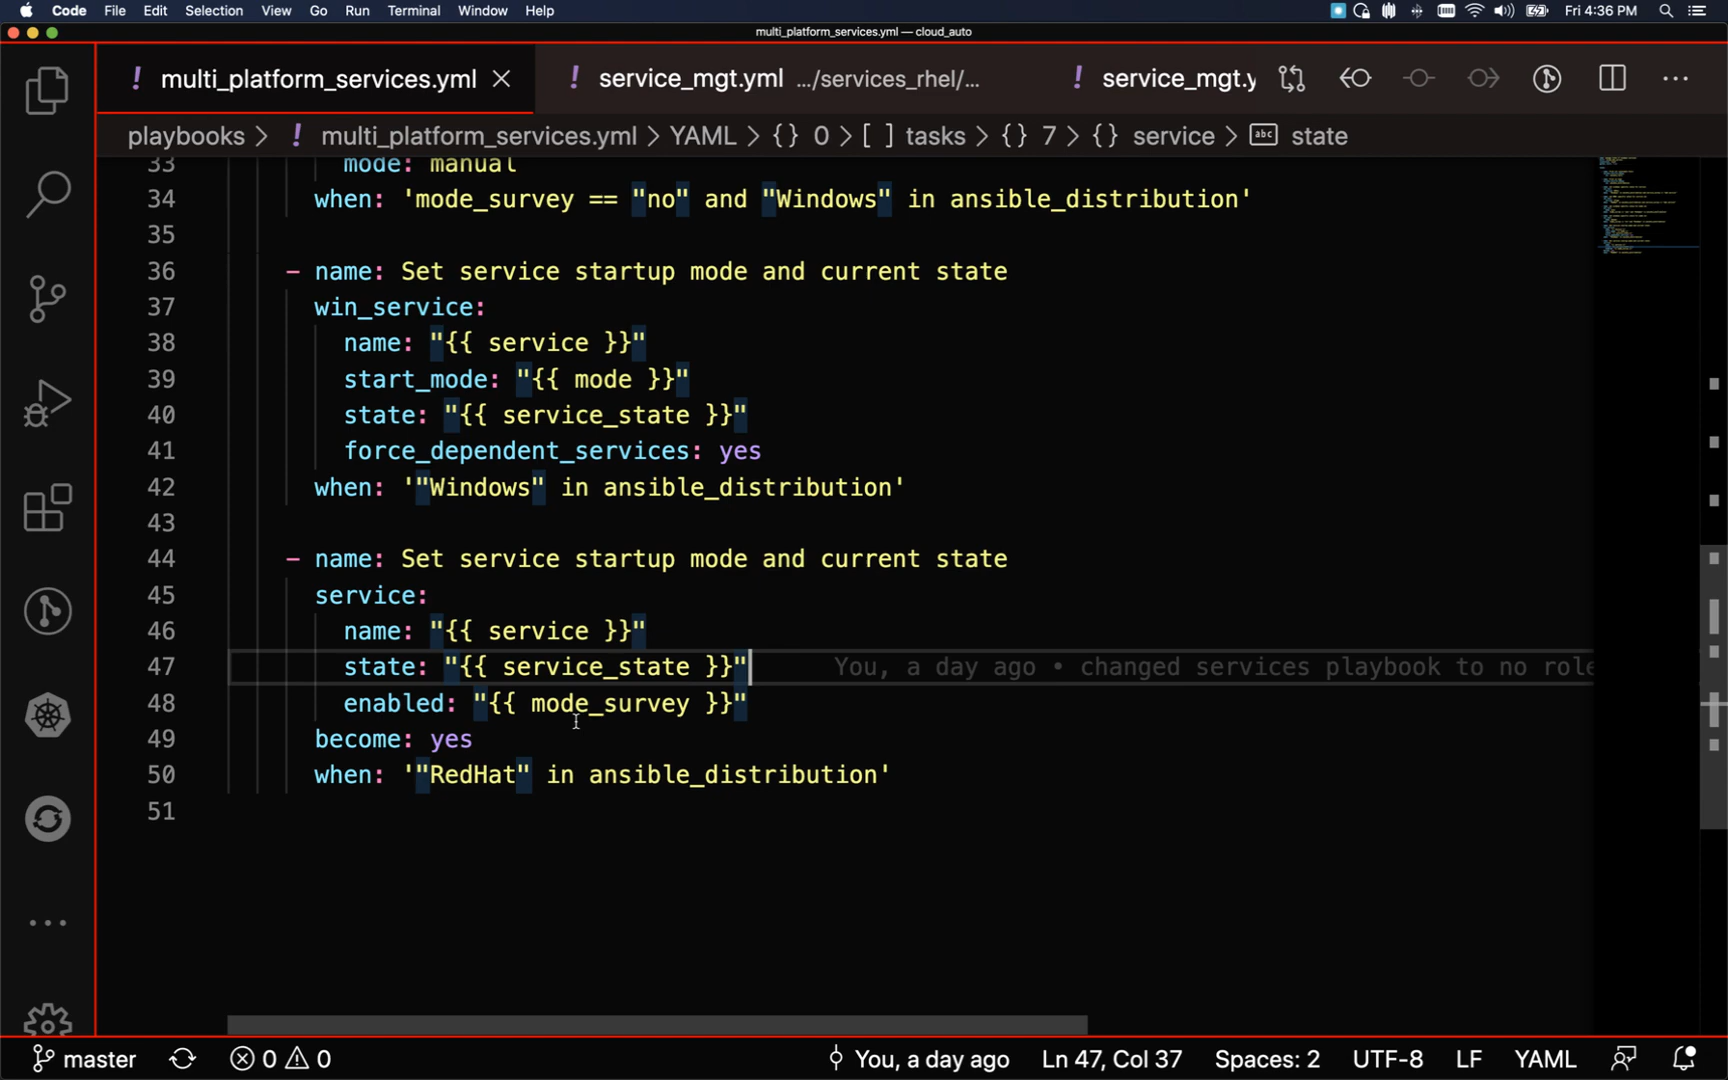 Code File Edit Selection View Go Run Terminal Window Help Fri 4:36 PM
multi_platform_services.yml — cloud_auto
! multi_platform_services.yml ! service_mgt.yml .../services_rhel/... ! service_mgt.y ...
playbooks > ! multi_platform_services.yml > YAML > {} 0 > [ ] tasks > {} 7 > {} service > abc state
33 mode: manual
34 when: 'mode_survey == "no" and "Windows" in ansible_distribution'
35
36 - name: Set service startup mode and current state
37 win_service:
38 name: "{{ service }}"
39 start_mode: "{{ mode }}"
40 state: "{{ service_state }}"
41 force_dependent_services: yes
42 when: '"Windows" in ansible_distribution'
43
44 - name: Set service startup mode and current state
45 service:
46 name: "{{ service }}"
47 state: "{{ service_state }}" You, a day ago • changed services playbook to no role
48 enabled: "{{ mode_survey }}"
49 become: yes
50 when: '"RedHat" in ansible_distribution'
51
master 0 0 You, a day ago Ln 47, Col 37 Spaces: 2 UTF-8 LF YAML